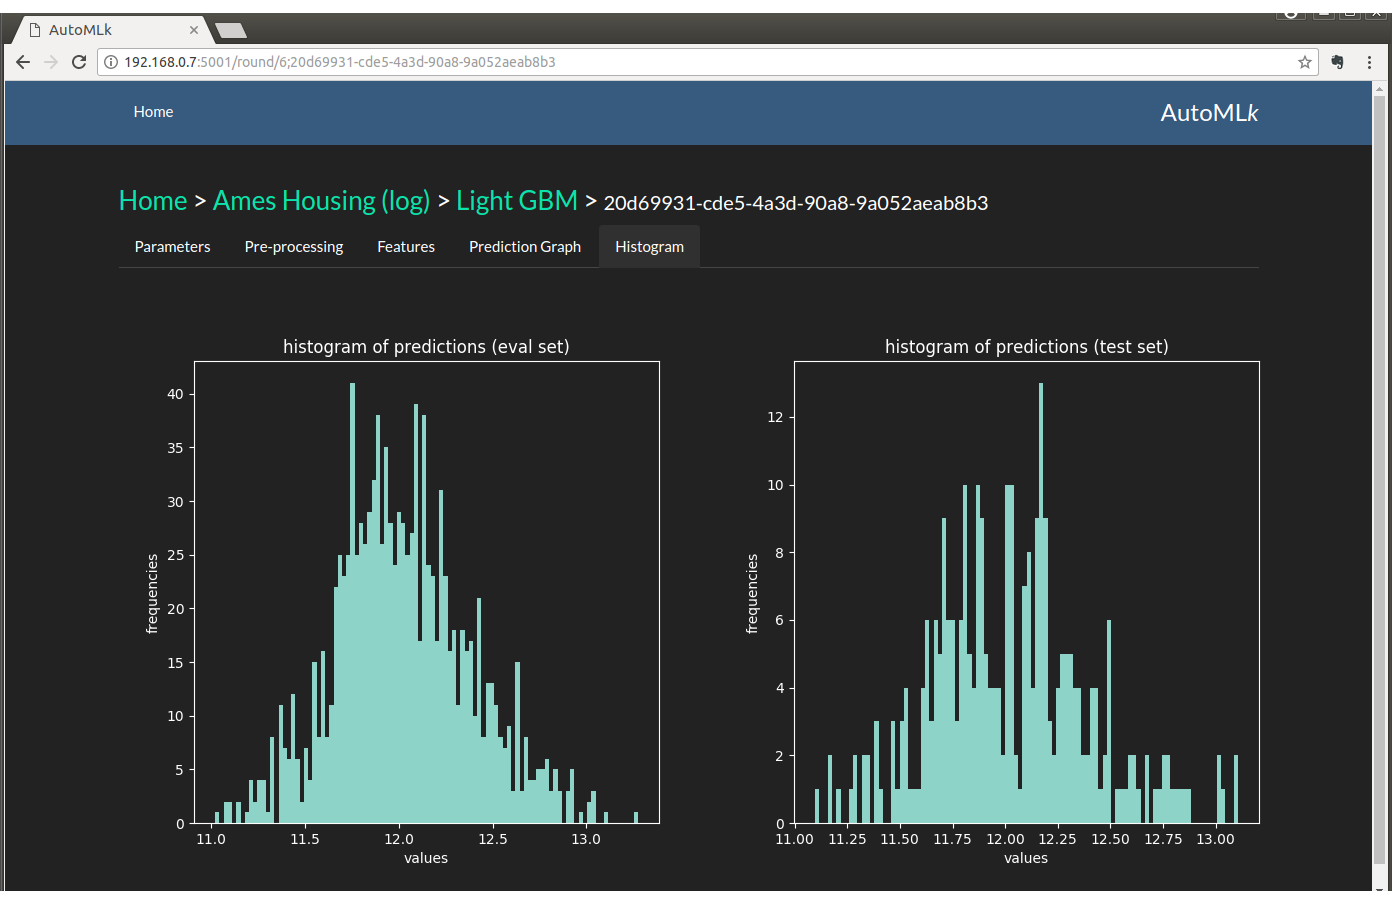 AutoMLk
192.168.0.7:5001/round/6;20d69931-cde5-4a3d-90a8-9a052aeab8b3
Home
AutoMLk
Home > Ames Housing (log) > Light GBM > 20d69931-cde5-4a3d-90a8-9a052aeab8b3
Parameters Pre-processing Features Prediction Graph Histogram
histogram of predictions (eval set)
40
35
30
25
20
15
10
5
0
frequencies
11.0 11.5 12.0 12.5 13.0
values
histogram of predictions (test set)
12
10
8
6
4
2
0
frequencies
11.00 11.25 11.50 11.75 12.00 12.25 12.50 12.75 13.00
values